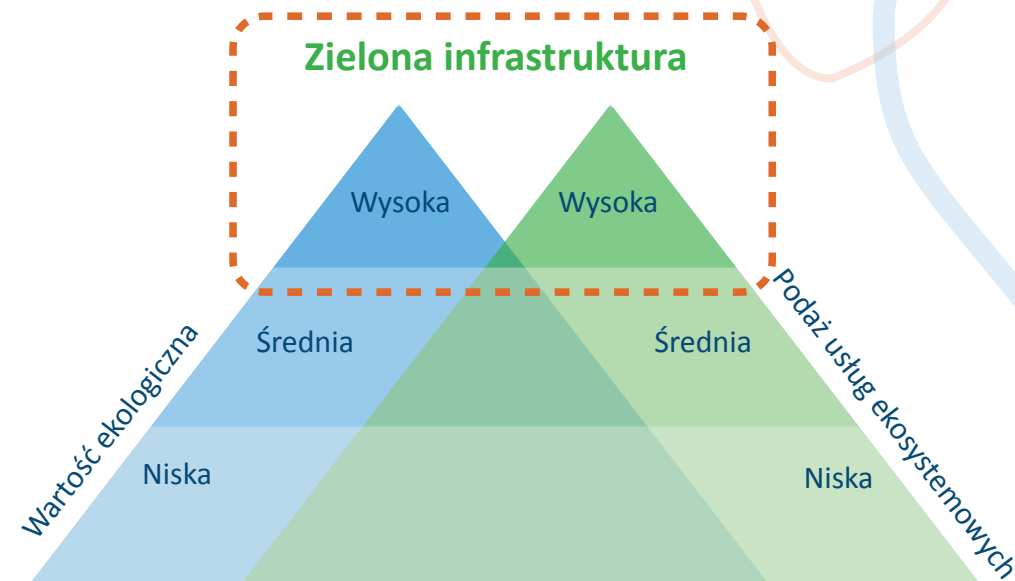 Zielona infrastruktura
Wysoka
Wysoka
Średnia
Średnia
Niska
Niska
Wartość ekologiczna
Podaż usług ekosystemowych